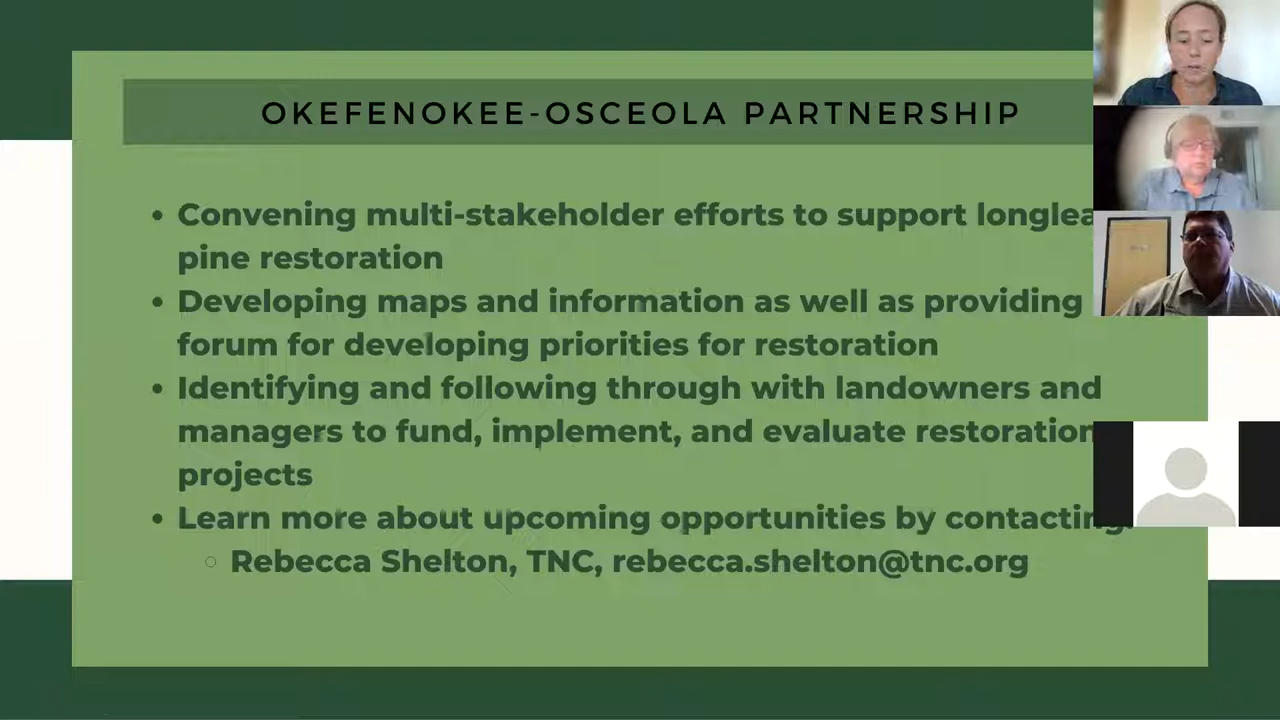 OKEFENOKEE-OSCEOLA PARTNERSHIP
• Convening multi-stakeholder efforts to support longlea
pine restoration
• Developing maps and information as well as providing
forum for developing priorities for restoration
• Identifying and following through with landowners and
managers to fund, implement, and evaluate restoration
projects
• Learn more about upcoming opportunities by contacting:
○ Rebecca Shelton, TNC, rebecca.shelton@tnc.org